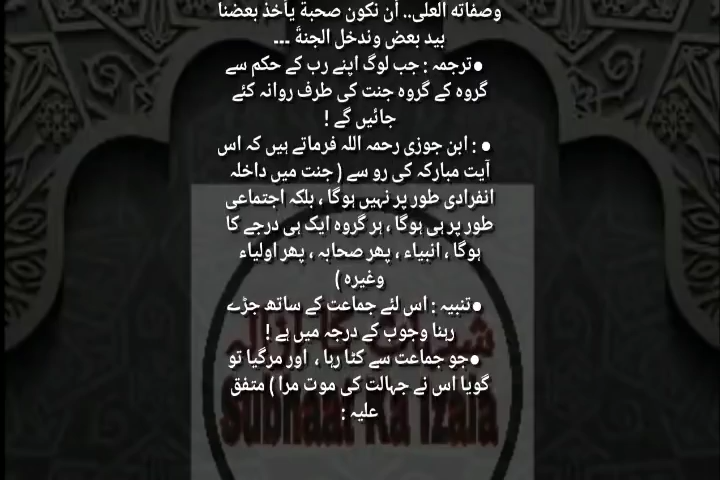 وصفاته العلى.. أن نكون صحبة يأخذ بعضنا
بيد بعض وندخل الجنة ---
●ترجمہ : جب لوگ اپنے رب کے حکم سے
گروہ کے گروہ جنت کی طرف روانہ کئے
جائیں گے !
● : ابن جوزی رحمہ اللہ فرماتے ہیں کہ اس
آیت مبارکہ کی رو سے ( جنت میں داخلہ
انفرادی طور پر نہیں ہوگا ، بلکہ اجتماعی
طور پر ہی ہوگا ، ہر گروہ ایک ہی درجے کا
ہوگا ، انبیاء ، پھر صحابہ ، پھر اولیاء
وغیرہ )
●تنبیہ : اس لئے جماعت کے ساتھ جڑے
رہنا وجوب کے درجہ میں ہے !
●جو جماعت سے کٹا رہا ، اور مرگیا تو
گویا اس نے جہالت کی موت مرا ) متفق
علیہ :
Subhaat Ka Izala